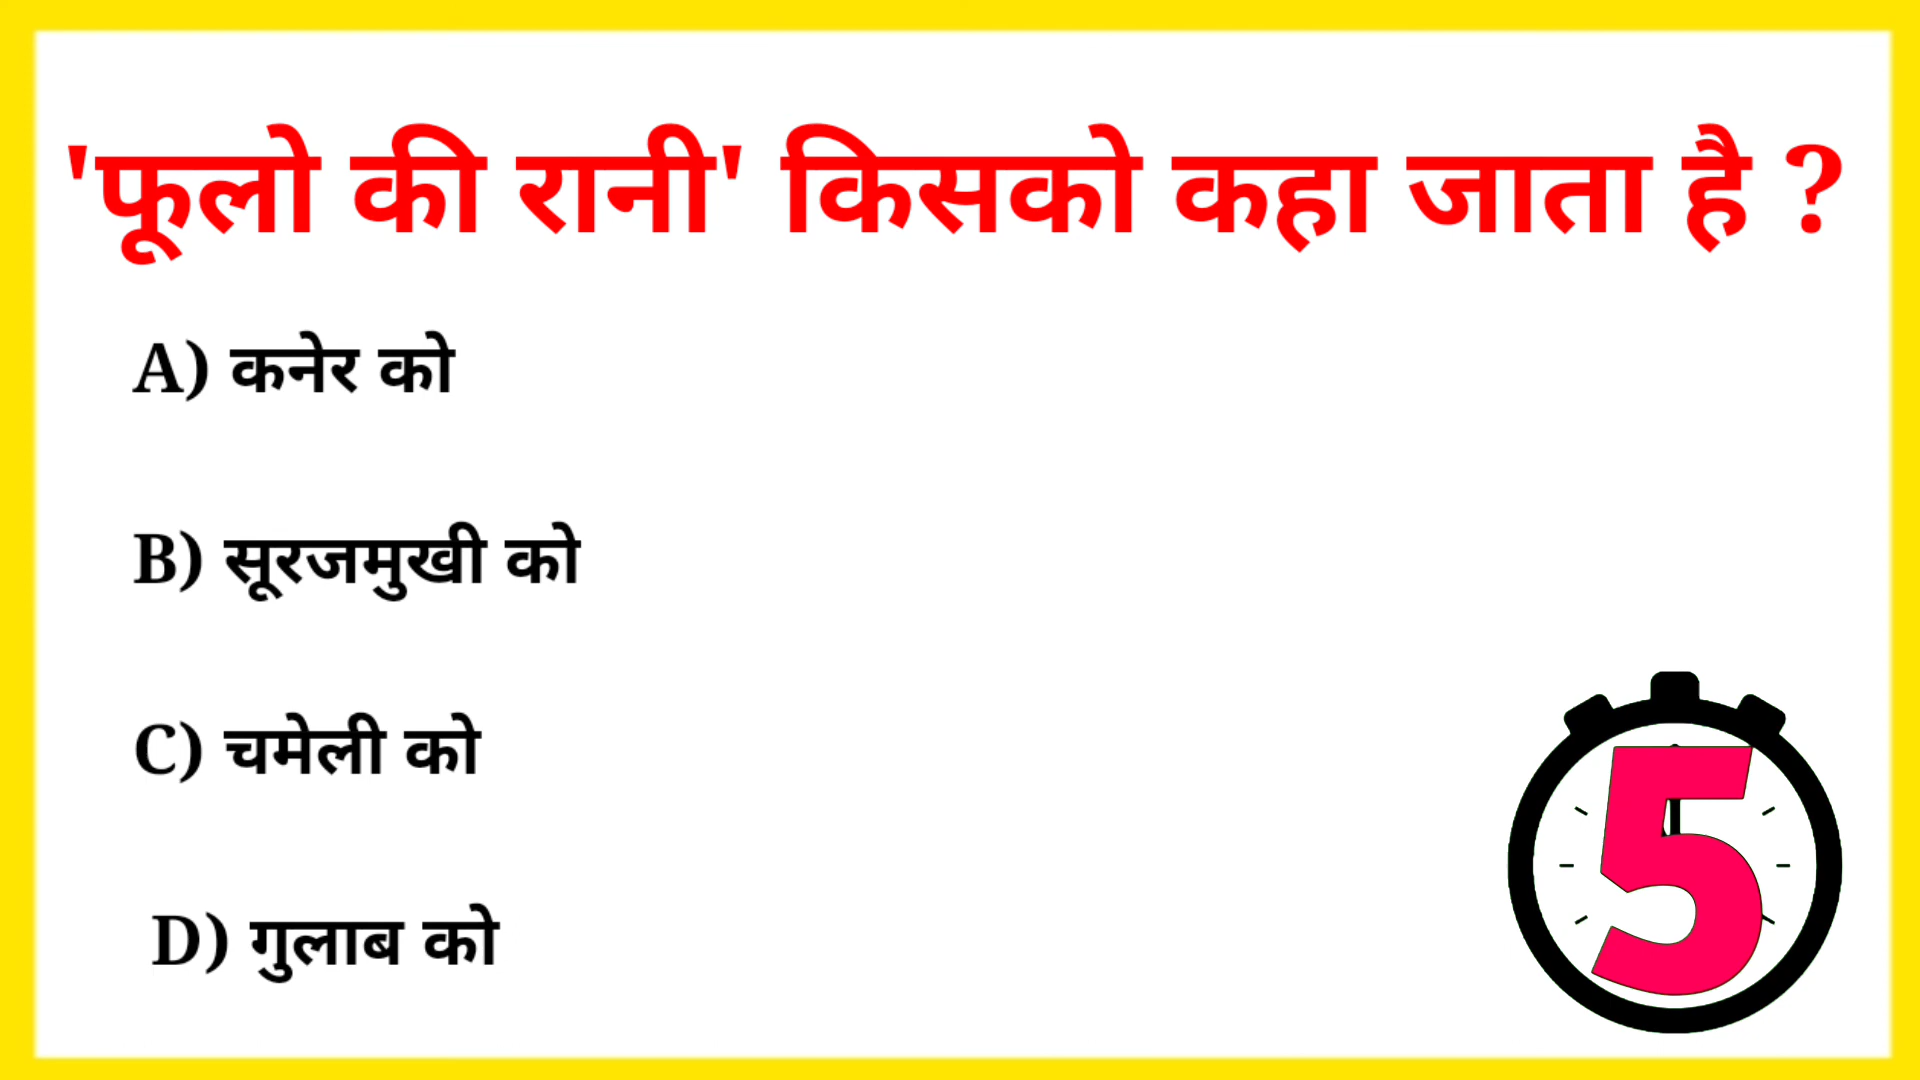 'फूलो की रानी' किसको कहा जाता है ?
A) कनेर को
B) सूरजमुखी को
C) चमेली को
D) गुलाब को
5